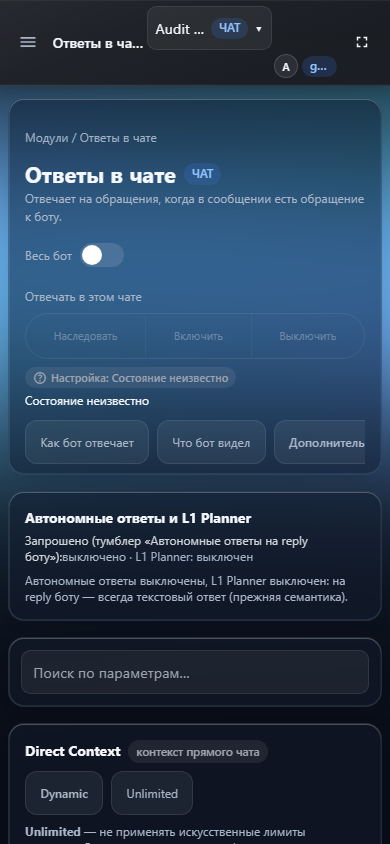 Ответы в ча...
Audit ... ЧАТ
A g...
Модули / Ответы в чате
Ответы в чате ЧАТ
Отвечает на обращения, когда в сообщении есть обращение
к боту.
Весь бот
Отвечать в этом чате
Наследовать Включить Выключить
Настройка: Состояние неизвестно
Состояние неизвестно
Как бот отвечает Что бот видел Дополнитель
Автономные ответы и L1 Planner
Запрошено (тумблер «Автономные ответы на reply
боту»):выключено · L1 Planner: выключен
Автономные ответы выключены, L1 Planner выключен: на
reply боту — всегда текстовый ответ (прежняя семантика).
Поиск по параметрам...
Direct Context контекст прямого чата
Dynamic Unlimited
Unlimited — не применять искусственные лимиты